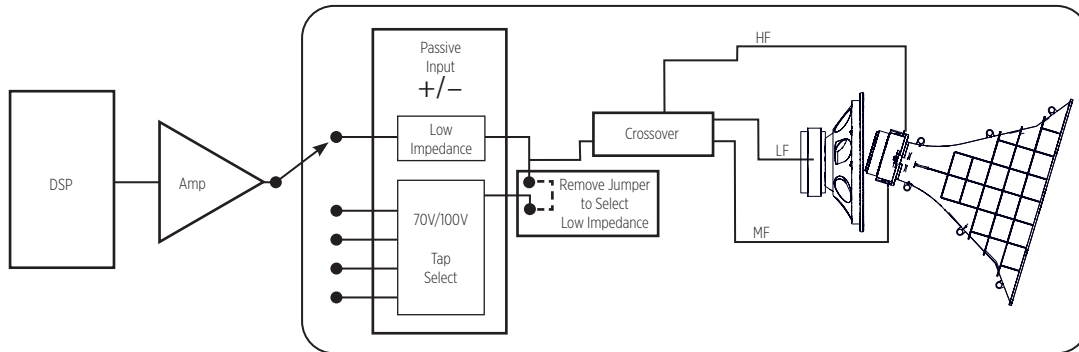 DSP
Amp
Passive
Input
+/−
Low
Impedance
70V/100V
Tap
Select
Remove Jumper
to Select
Low Impedance
Crossover
HF
LF
MF